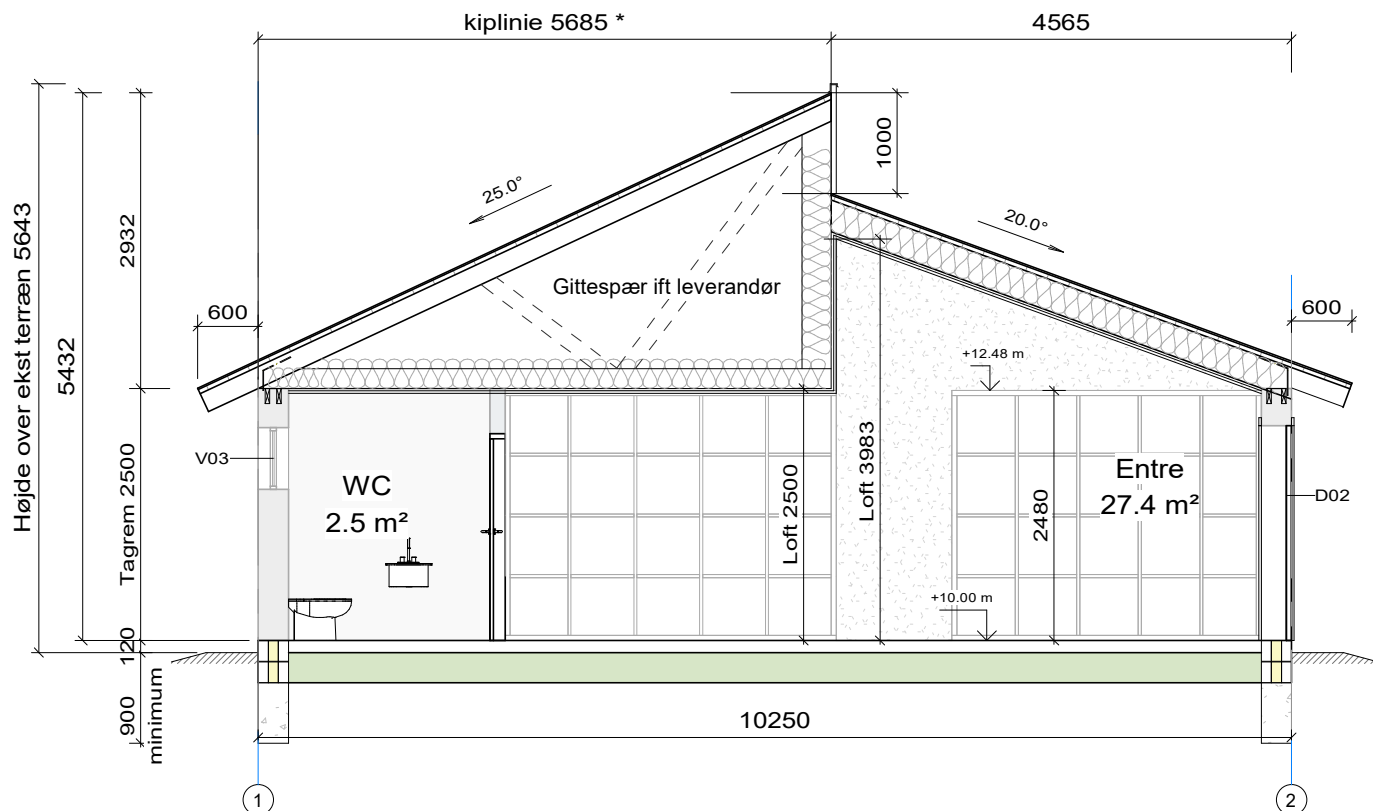 kiplinie 5685 *
4565
Højde over ekst terræn 5643
5432
29332
1000
25.0°
20.0°
Gittespær ift leverandør
600
600
+12.48 m
V03
WC
2.5 m²
Entre
27.4 m²
D02
Tagrem 2500
Loft 2500
Loft 3983
2480
+10.00 m
120
900
minimum
10250
1
2